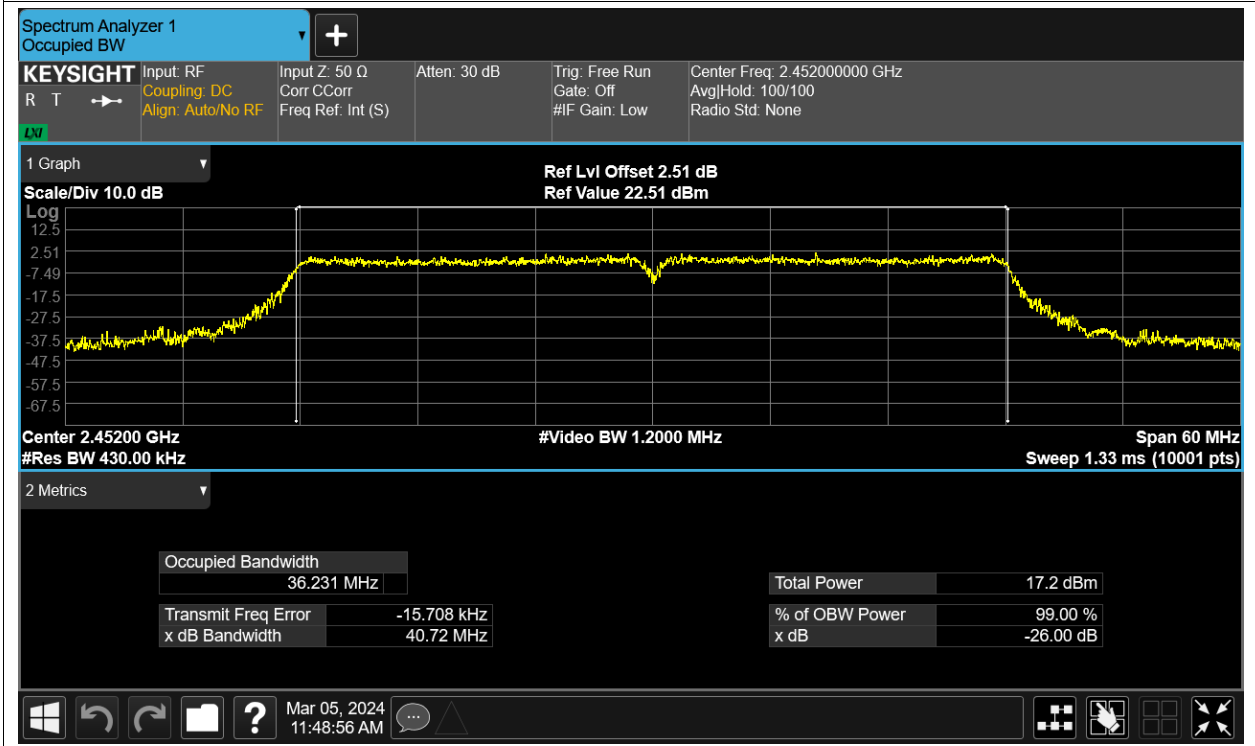 Spectrum Analyzer 1
Occupied BW
KEYSIGHT
R T
LXI
Input: RF
Coupling: DC
Align: Auto/No RF
Input Z: 50 Ω
Corr CCorr
Freq Ref: Int (S)
Atten: 30 dB
Trig: Free Run
Gate: Off
#IF Gain: Low
Center Freq: 2.452000000 GHz
Avg|Hold: 100/100
Radio Std: None
1 Graph
Scale/Div 10.0 dB
Ref Lvl Offset 2.51 dB
Ref Value 22.51 dBm
Log
12.5
2.51
-7.49
-17.5
-27.5
-37.5
-47.5
-57.5
-67.5
Center 2.45200 GHz
#Res BW 430.00 kHz
#Video BW 1.2000 MHz
Span 60 MHz
Sweep 1.33 ms (10001 pts)
2 Metrics
Occupied Bandwidth
36.231 MHz
Transmit Freq Error -15.708 kHz
x dB Bandwidth 40.72 MHz
Total Power 17.2 dBm
% of OBW Power 99.00 %
x dB -26.00 dB
?
Mar 05, 2024
11:48:56 AM